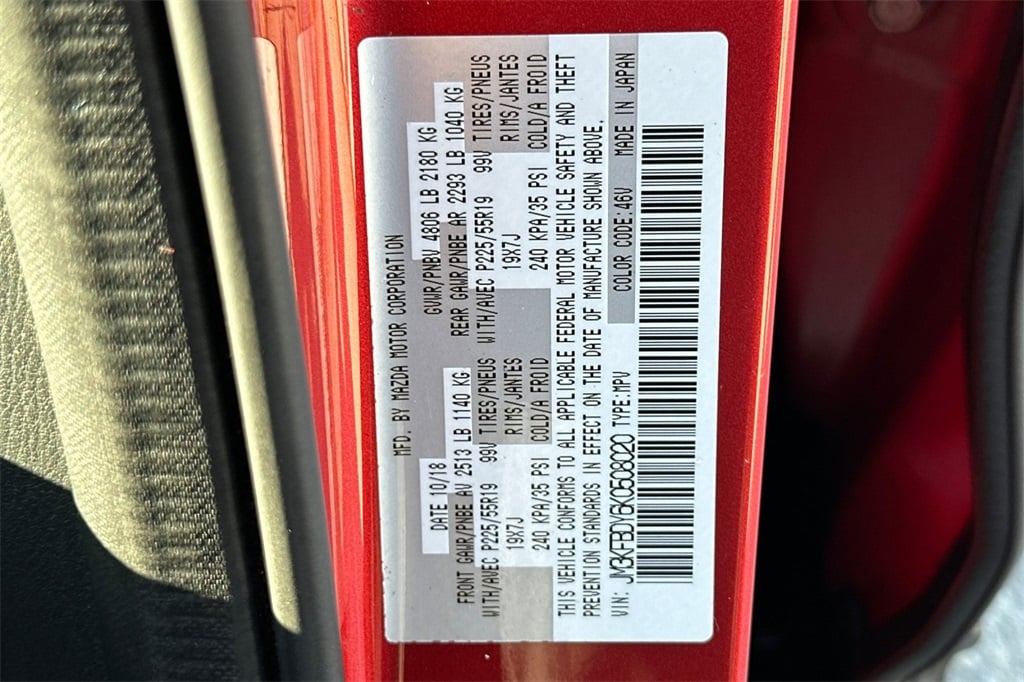 MFD. BY MAZDA MOTOR CORPORATION
DATE 10/18 GVWR/PNBV 4806 LB 2180 KG
FRONT GAWR/PNBE AV 2513 LB 1140 KG REAR GAWR/PNBE AR 2293 LB 1040 KG
WITH/AVEC P225/55R19 99V TIRES/PNEUS WITH/AVEC P225/55R19 99V TIRES/PNEUS
19X7J RIMS/JANTES 19X7J RIMS/JANTES
240 KPA/35 PSI COLD/A FROID 240 KPA/35 PSI COLD/A FROID
THIS VEHICLE CONFORMS TO ALL APPLICABLE FEDERAL MOTOR VEHICLE SAFETY AND THEFT
PREVENTION STANDARDS IN EFFECT ON THE DATE OF MANUFACTURE SHOWN ABOVE.
VIN: JM3KFBDY6K0508020 TYPE:MPV COLOR CODE:46V MADE IN JAPAN